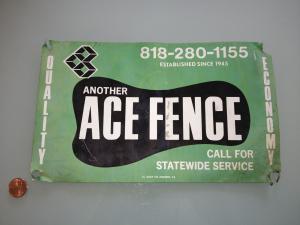 818-280-1155
ESTABLISHED SINCE 1945
QUALITY
ECONOMY
ANOTHER
ACE FENCE
CALL FOR
STATEWIDE SERVICE